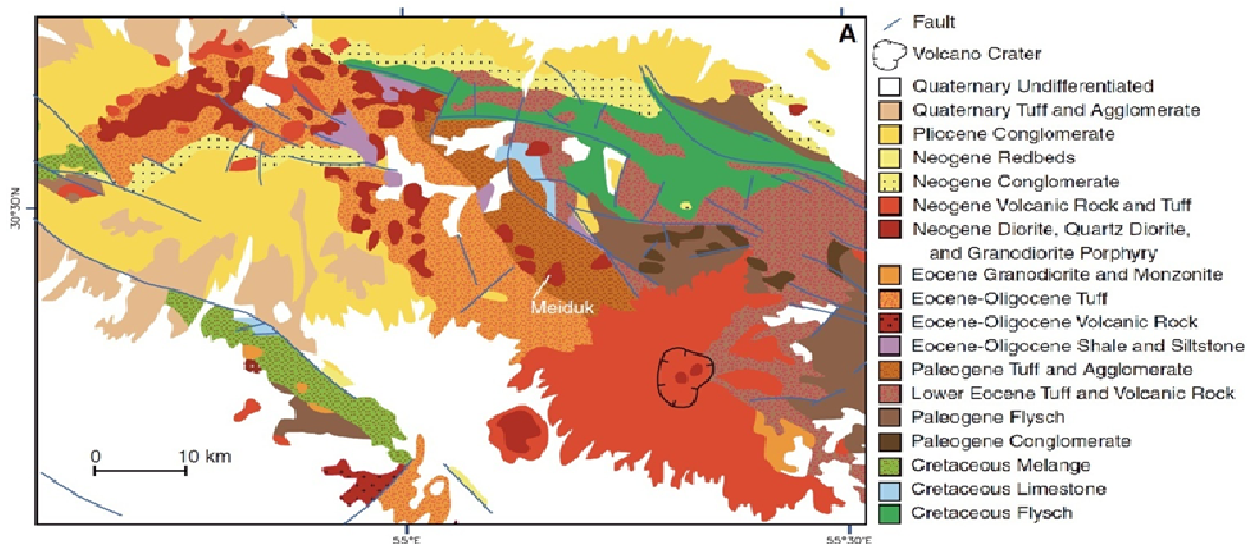 A
Fault
Volcano Crater
Quaternary Undifferentiated
Quaternary Tuff and Agglomerate
Pliocene Conglomerate
Neogene Redbeds
Neogene Conglomerate
Neogene Volcanic Rock and Tuff
Neogene Diorite, Quartz Diorite,
and Granodiorite Porphyry
Eocene Granodiorite and Monzonite
Eocene-Oligocene Tuff
Eocene-Oligocene Volcanic Rock
Eocene-Oligocene Shale and Siltstone
Paleogene Tuff and Agglomerate
Lower Eocene Tuff and Volcanic Rock
Paleogene Flysch
Paleogene Conglomerate
Cretaceous Melange
Cretaceous Limestone
Cretaceous Flysch
30°30'N
Meiduk
0 10 km
55°E
55°30'E